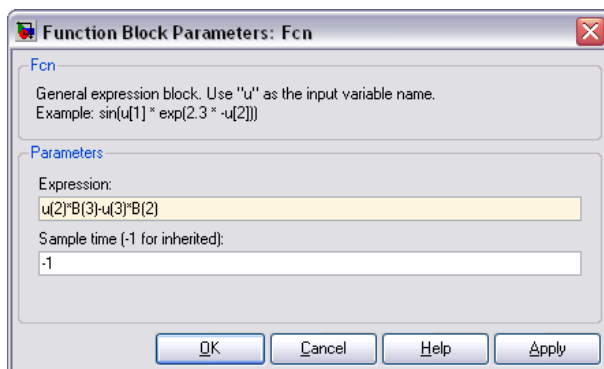 Function Block Parameters: Fcn
Fcn
General expression block. Use "u" as the input variable name.
Example: sin(u[1] * exp(2.3 * -u[2]))
Parameters
Expression:
u(2)*B(3)-u(3)*B(2)
Sample time (-1 for inherited):
-1
OK Cancel Help Apply